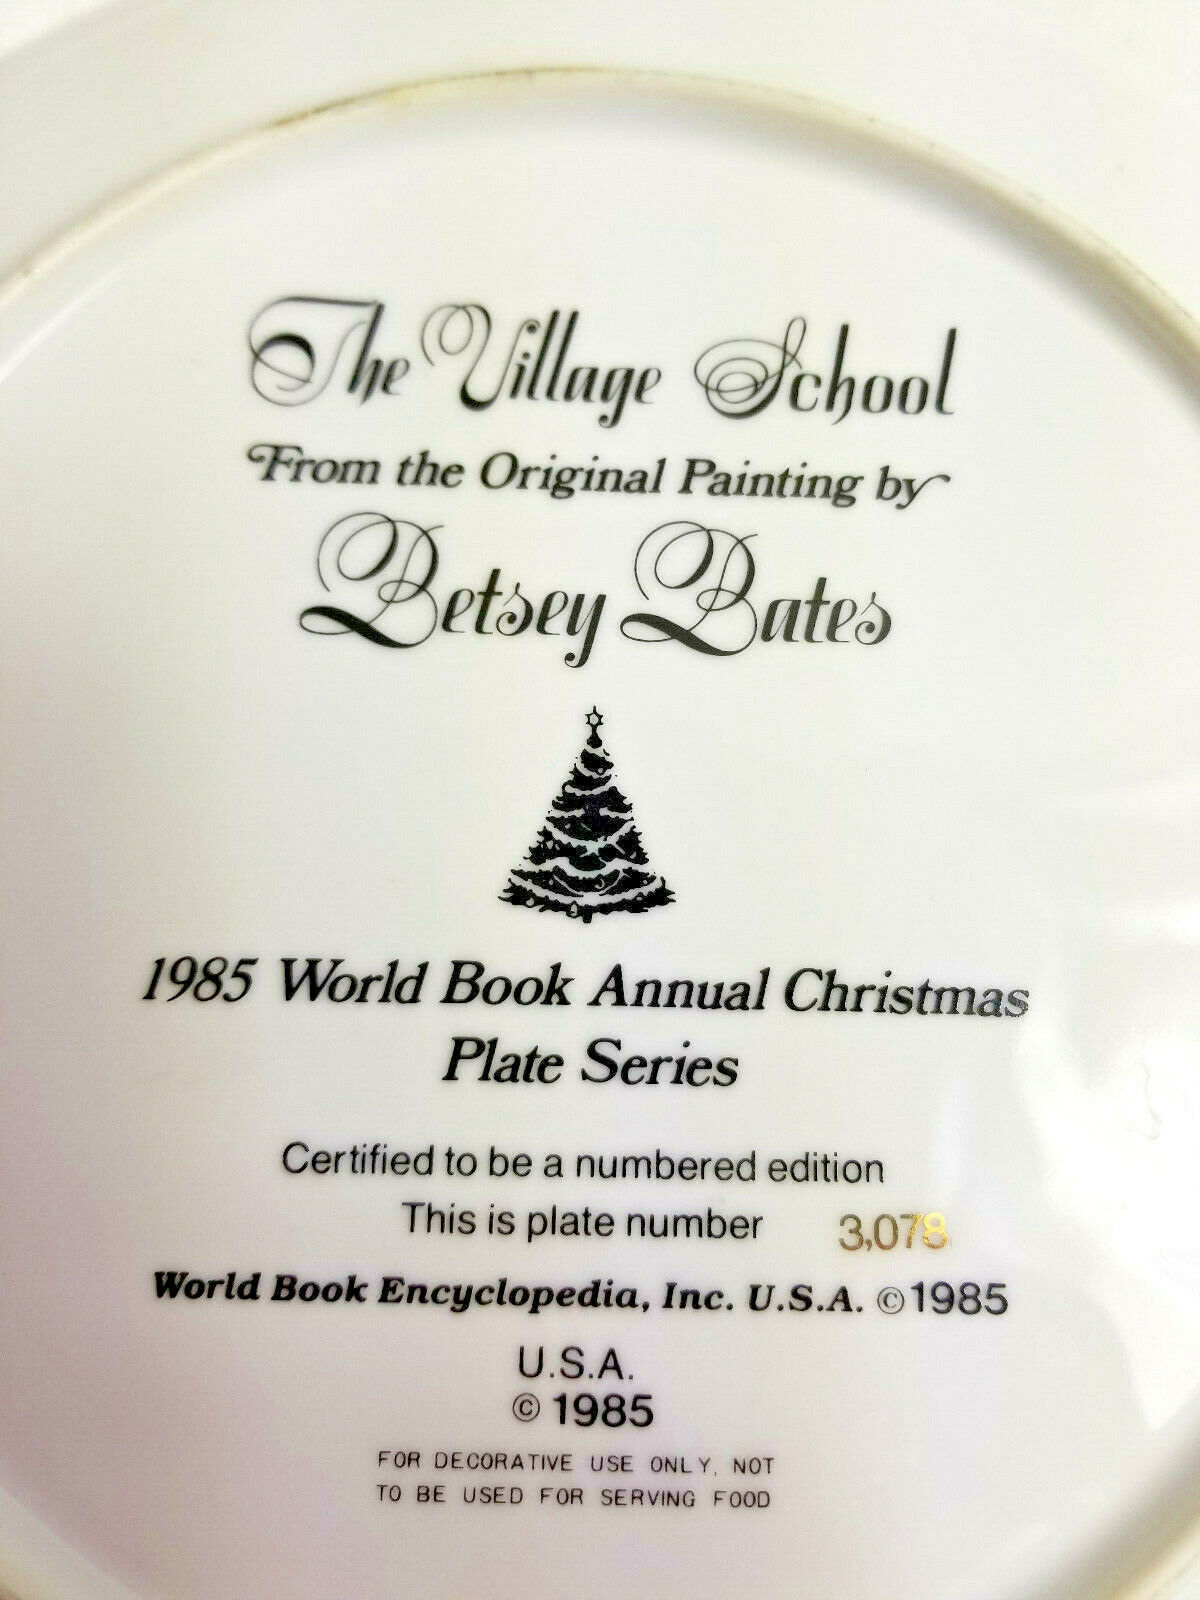 The Village School
From the Original Painting by
Betsey Bates
1985 World Book Annual Christmas
Plate Series
Certified to be a numbered edition
This is plate number 3,078
World Book Encyclopedia, Inc. U.S.A. ©1985
U.S.A.
© 1985
FOR DECORATIVE USE ONLY, NOT
TO BE USED FOR SERVING FOOD